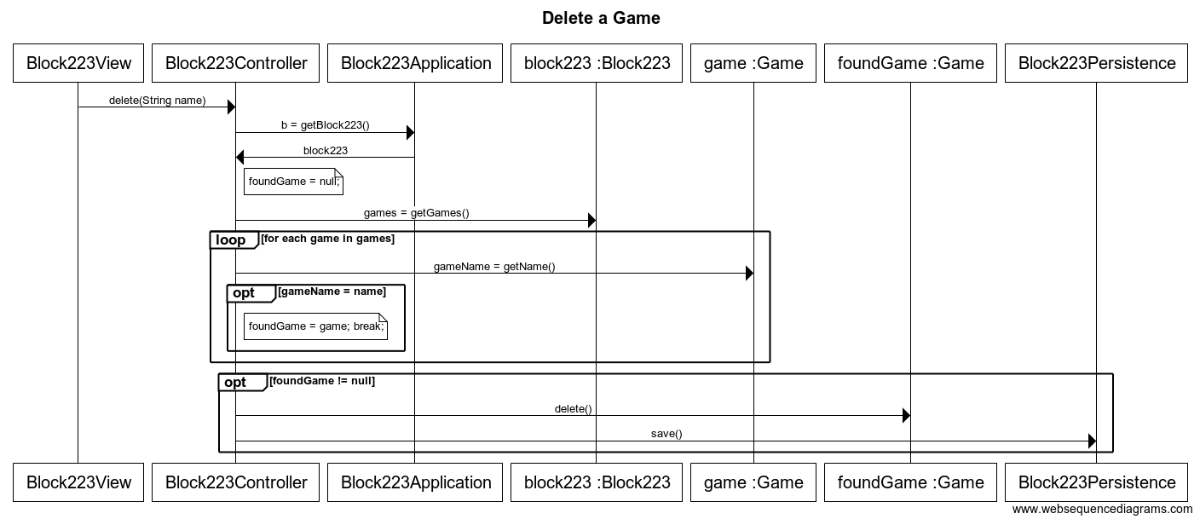 Delete a Game
Block223View Block223Controller Block223Application block223 :Block223 game :Game foundGame :Game Block223Persistence
delete(String name)
b = getBlock223()
block223
foundGame = null;
games = getGames()
loop [for each game in games]
gameName = getName()
opt [gameName = name]
foundGame = game; break;
opt [foundGame != null]
delete()
save()
Block223View Block223Controller Block223Application block223 :Block223 game :Game foundGame :Game Block223Persistence
www.websequencediagrams.com